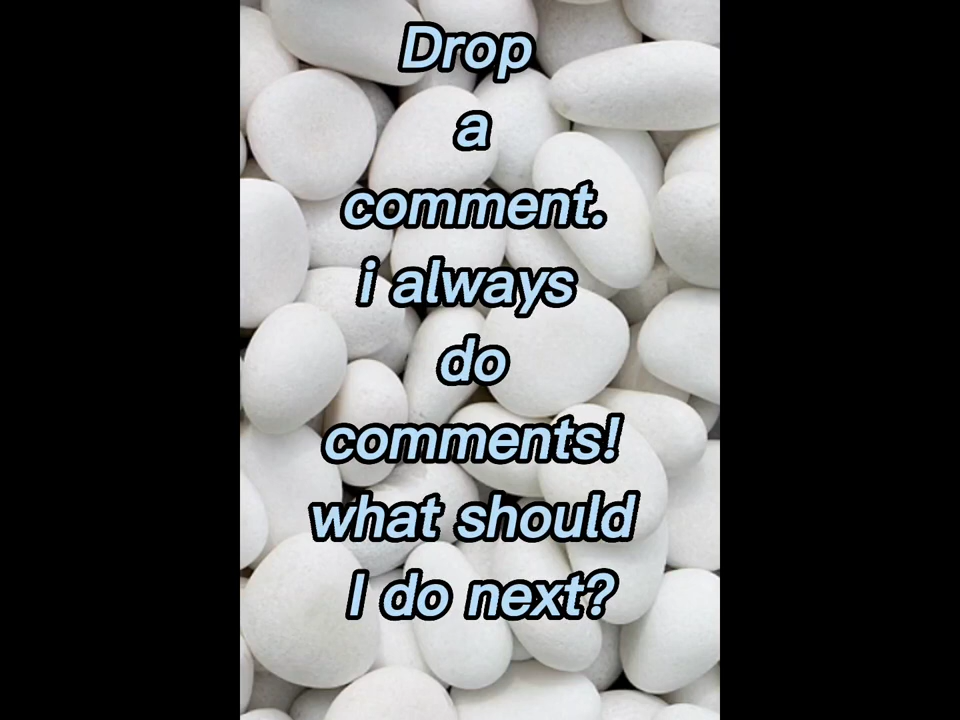 Drop
a
comment.
i always
do
comments!
what should
I do next?